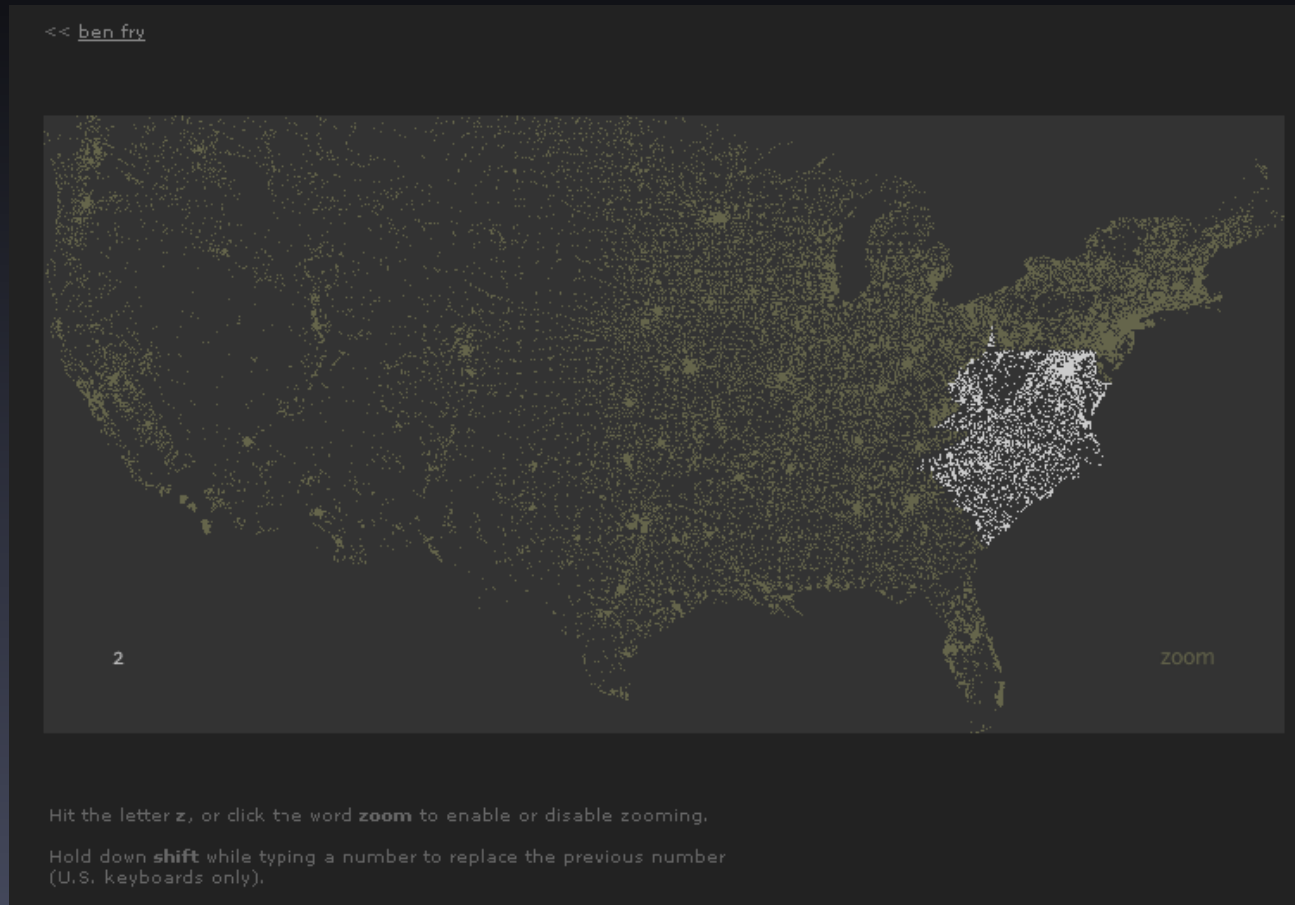 << ben fry
2
zoom
Hit the letter z, or click the word zoom to enable or disable zooming.
Hold down shift while typing a number to replace the previous number
(U.S. keyboards only).